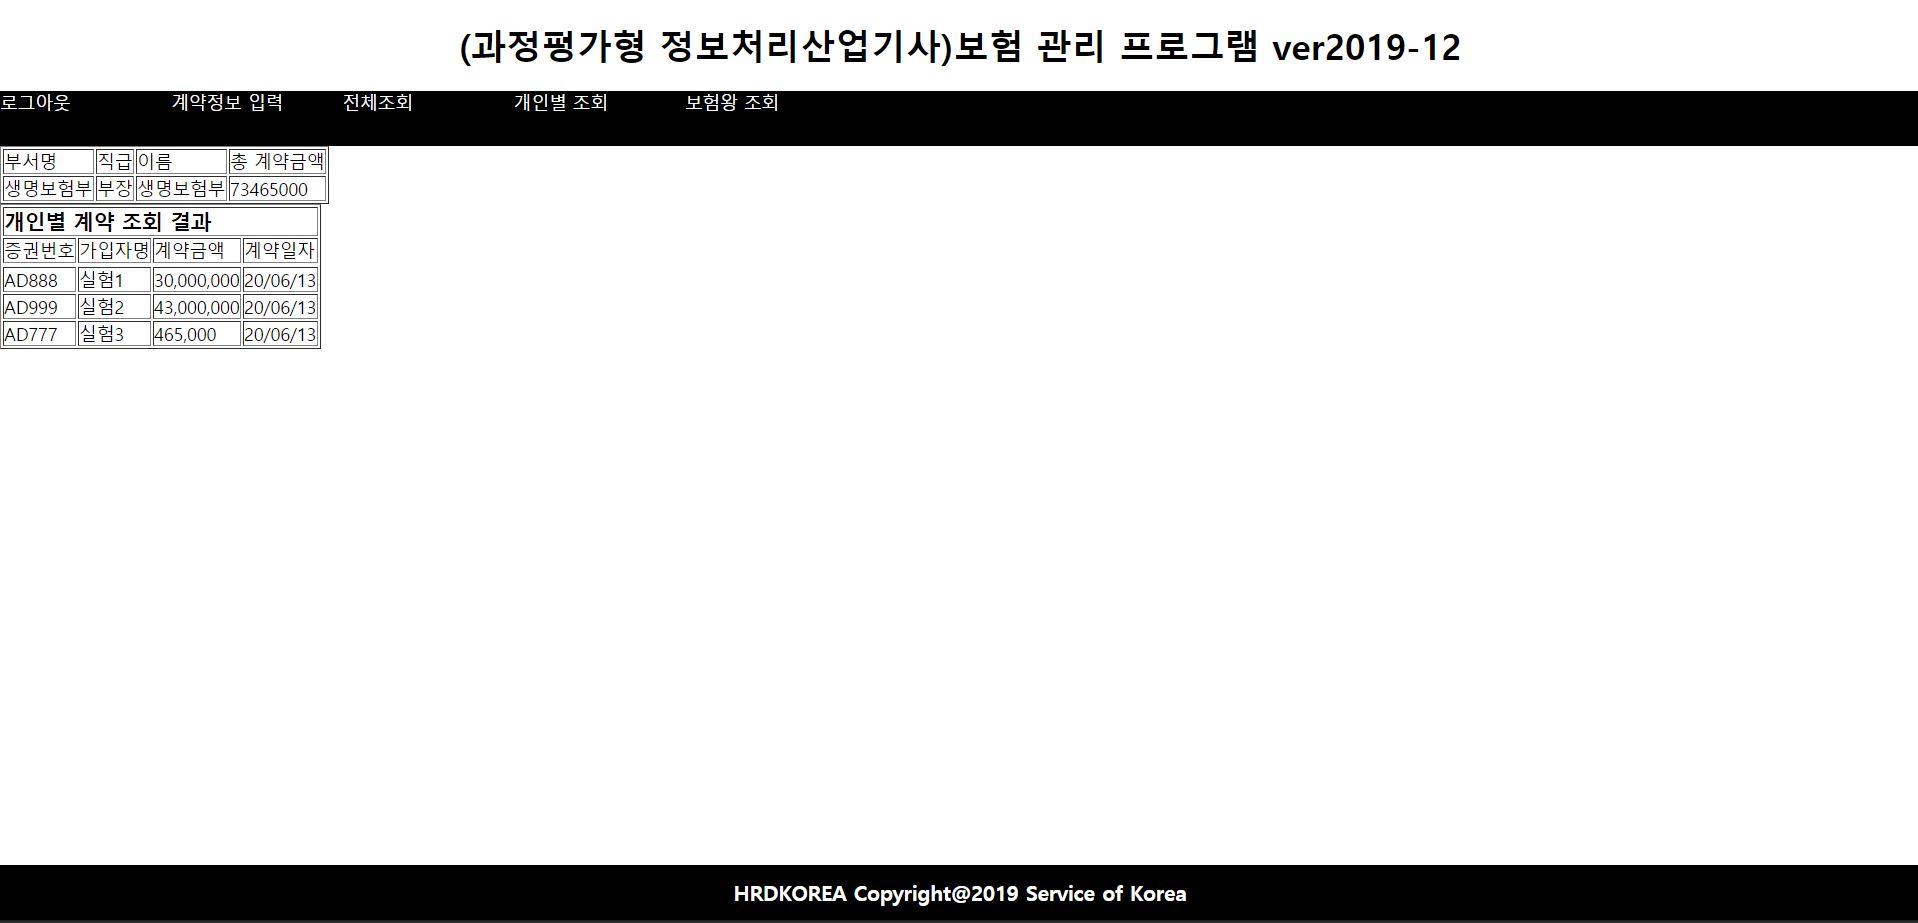 (과정평가형 정보처리산업기사)보험 관리 프로그램 ver2019-12
로그아웃 계약정보 입력 전체조회 개인별 조회 보험왕 조회
부서명 직급 이름 총 계약금액
생명보험부 부장 생명보험부 73465000
개인별 계약 조회 결과
증권번호 가입자명 계약금액 계약일자
AD888 실험1 30,000,000 20/06/13
AD999 실험2 43,000,000 20/06/13
AD777 실험3 465,000 20/06/13
HRDKOREA Copyright@2019 Service of Korea